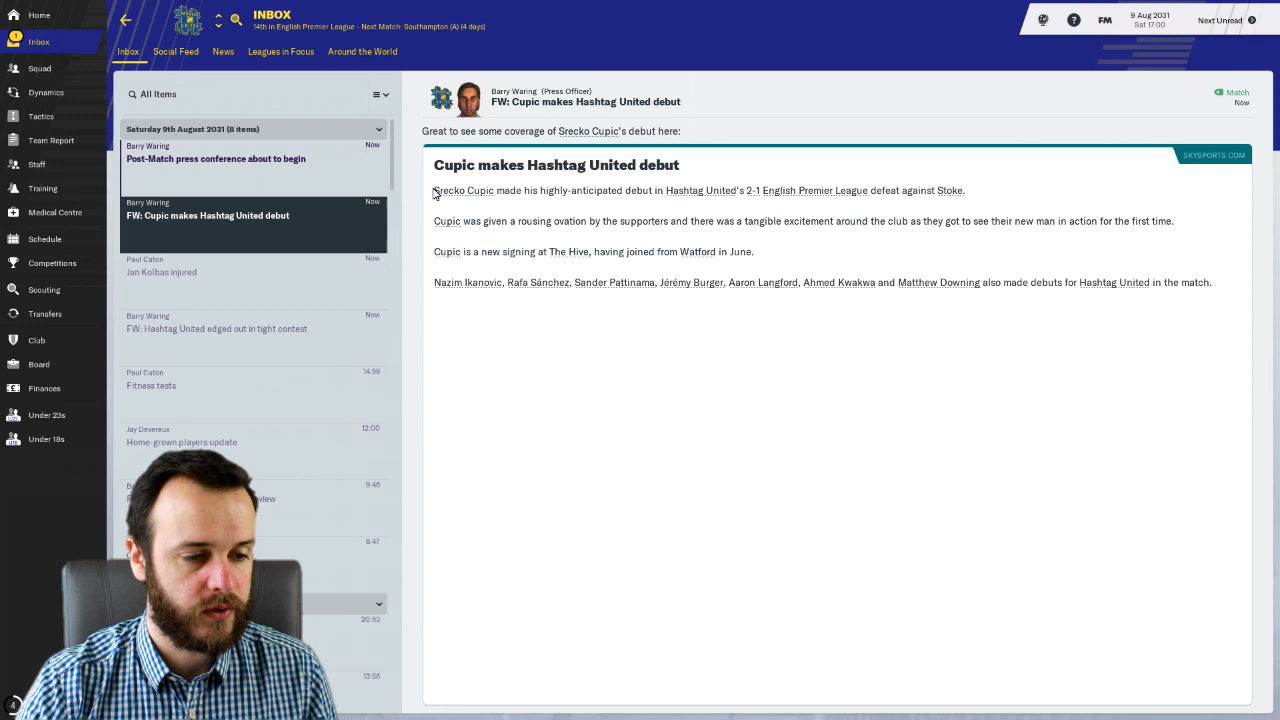 Home
1
Inbox
Squad
Dynamics
Tactics
Team Report
Staff
Training
Medical Centre
Schedule
Competitions
Scouting
Transfers
Club
Board
Finances
Under 23s
Under 18s
4
INBOX
14th in English Premier League - Next Match: Southampton (A) (4 days)
FM
9 Aug 2031
Sat 17:00
Next Unread
Inbox
Social Feed
News
Leagues in Focus
Around the World
All Items
Saturday 9th August 2031 (8 items)
Barry Waring
Now
Post-Match press conference about to begin
Barry Waring
Now
FW: Cupic makes Hashtag United debut
Paul Caton
Now
Jan Kolbas injured
Barry Waring
Now
FW: Hashtag United edged out in tight contest
Paul Caton
14:59
Fitness tests
Jay Devereux
12:00
Home-grown players update
9:46
8:47
20:53
13:56
Barry Waring (Press Officer)
FW: Cupic makes Hashtag United debut
Match
Now
Great to see some coverage of Srecko Cupic's debut here:
SKYSPORTS.COM
Cupic makes Hashtag United debut
Srecko Cupic made his highly-anticipated debut in Hashtag United's 2-1 English Premier League defeat against Stoke.
Cupic was given a rousing ovation by the supporters and there was a tangible excitement around the club as they got to see their new man in action for the first time.
Cupic is a new signing at The Hive, having joined from Watford in June.
Nazim Ikanovic, Rafa Sánchez, Sander Pattinama, Jérémy Burger, Aaron Langford, Ahmed Kwakwa and Matthew Downing also made debuts for Hashtag United in the match.